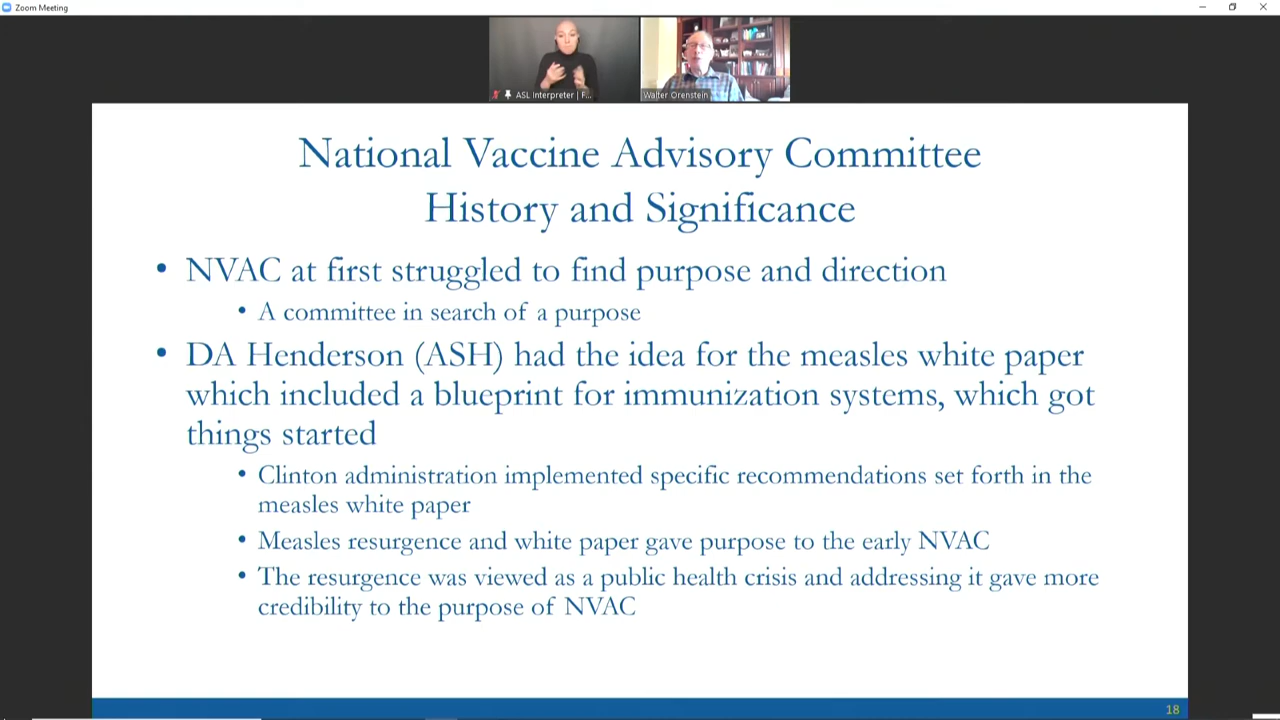 Zoom Meeting
ASL Interpreter | F...
Walter Orenstein
National Vaccine Advisory Committee
History and Significance
• NVAC at first struggled to find purpose and direction
• A committee in search of a purpose
• DA Henderson (ASH) had the idea for the measles white paper
which included a blueprint for immunization systems, which got
things started
• Clinton administration implemented specific recommendations set forth in the
measles white paper
• Measles resurgence and white paper gave purpose to the early NVAC
• The resurgence was viewed as a public health crisis and addressing it gave more
credibility to the purpose of NVAC
18